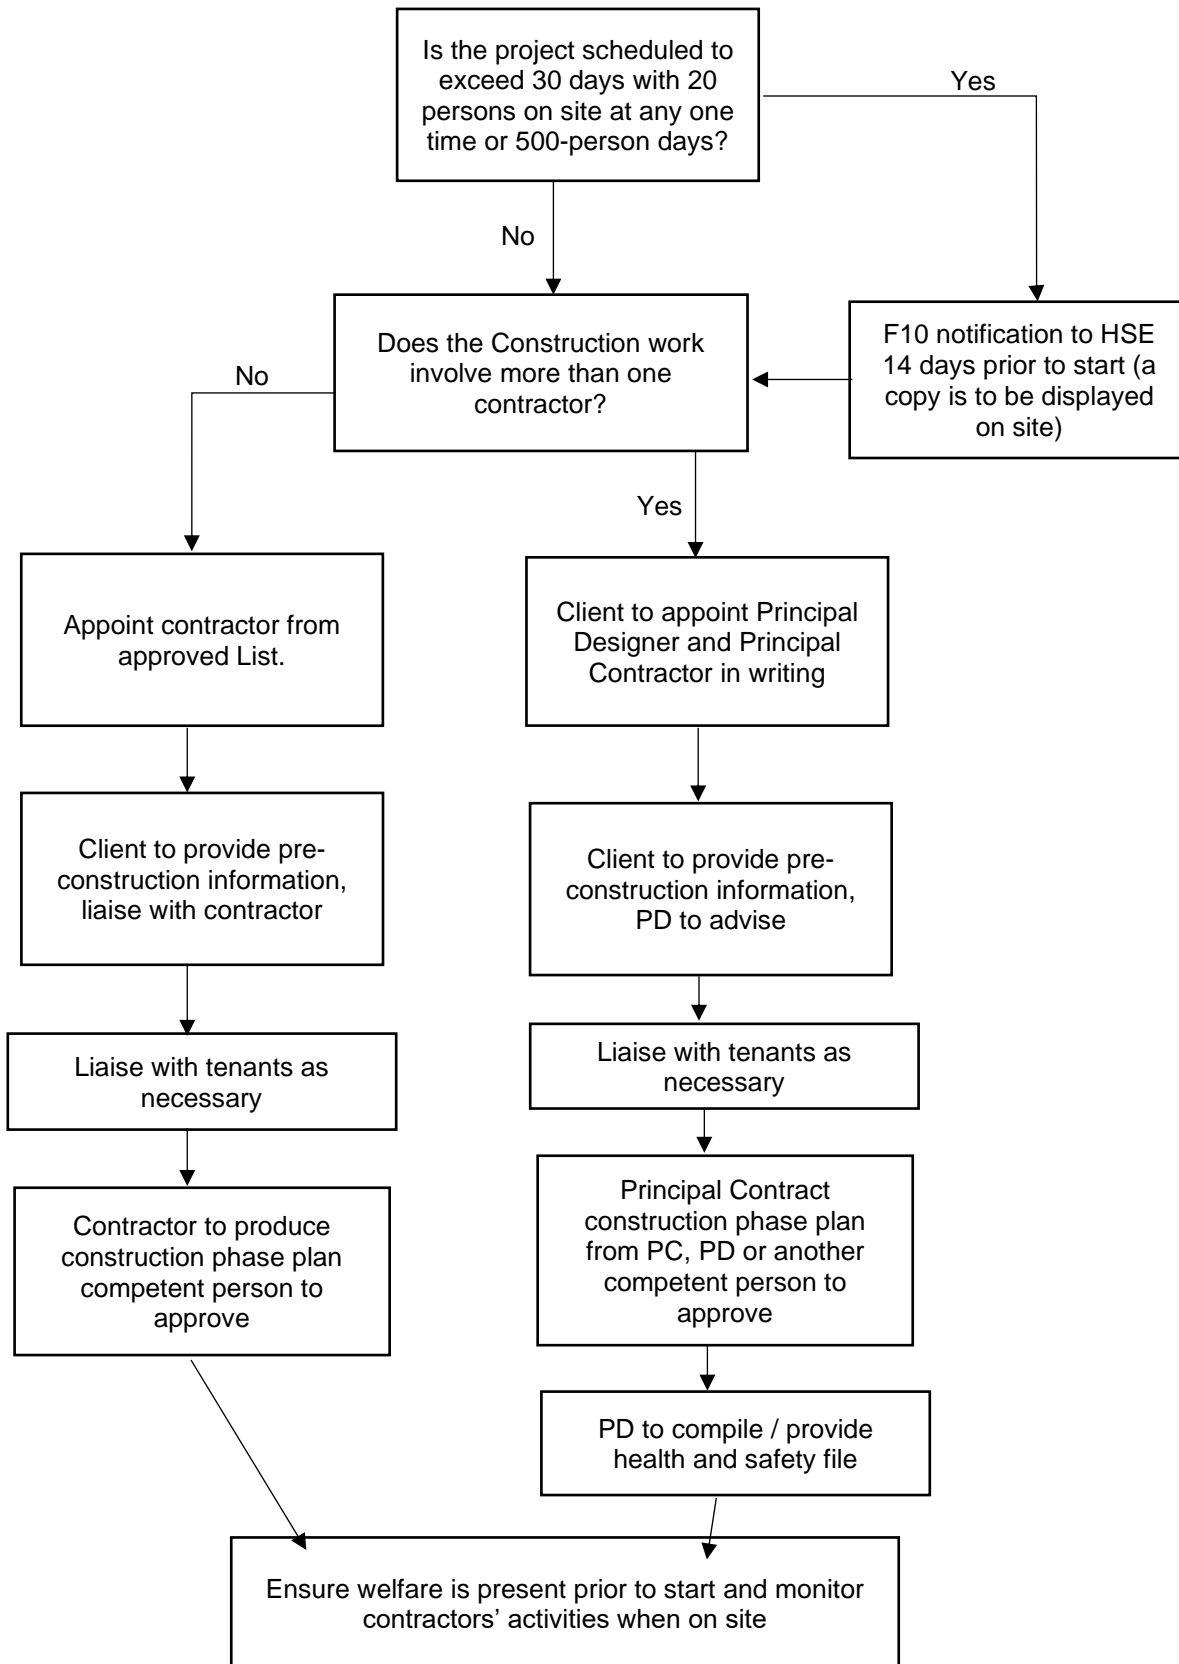 Is the project scheduled to
exceed 30 days with 20
persons on site at any one
time or 500-person days?
Yes
No
Does the Construction work
involve more than one
contractor?
F10 notification to HSE
14 days prior to start (a
copy is to be displayed
on site)
No
Yes
Appoint contractor from
approved List.
Client to appoint Principal
Designer and Principal
Contractor in writing
Client to provide pre-
construction information,
liaise with contractor
Client to provide pre-
construction information,
PD to advise
Liaise with tenants as
necessary
Liaise with tenants as
necessary
Contractor to produce
construction phase plan
competent person to
approve
Principal Contract
construction phase plan
from PC, PD or another
competent person to
approve
PD to compile / provide
health and safety file
Ensure welfare is present prior to start and monitor
contractors’ activities when on site